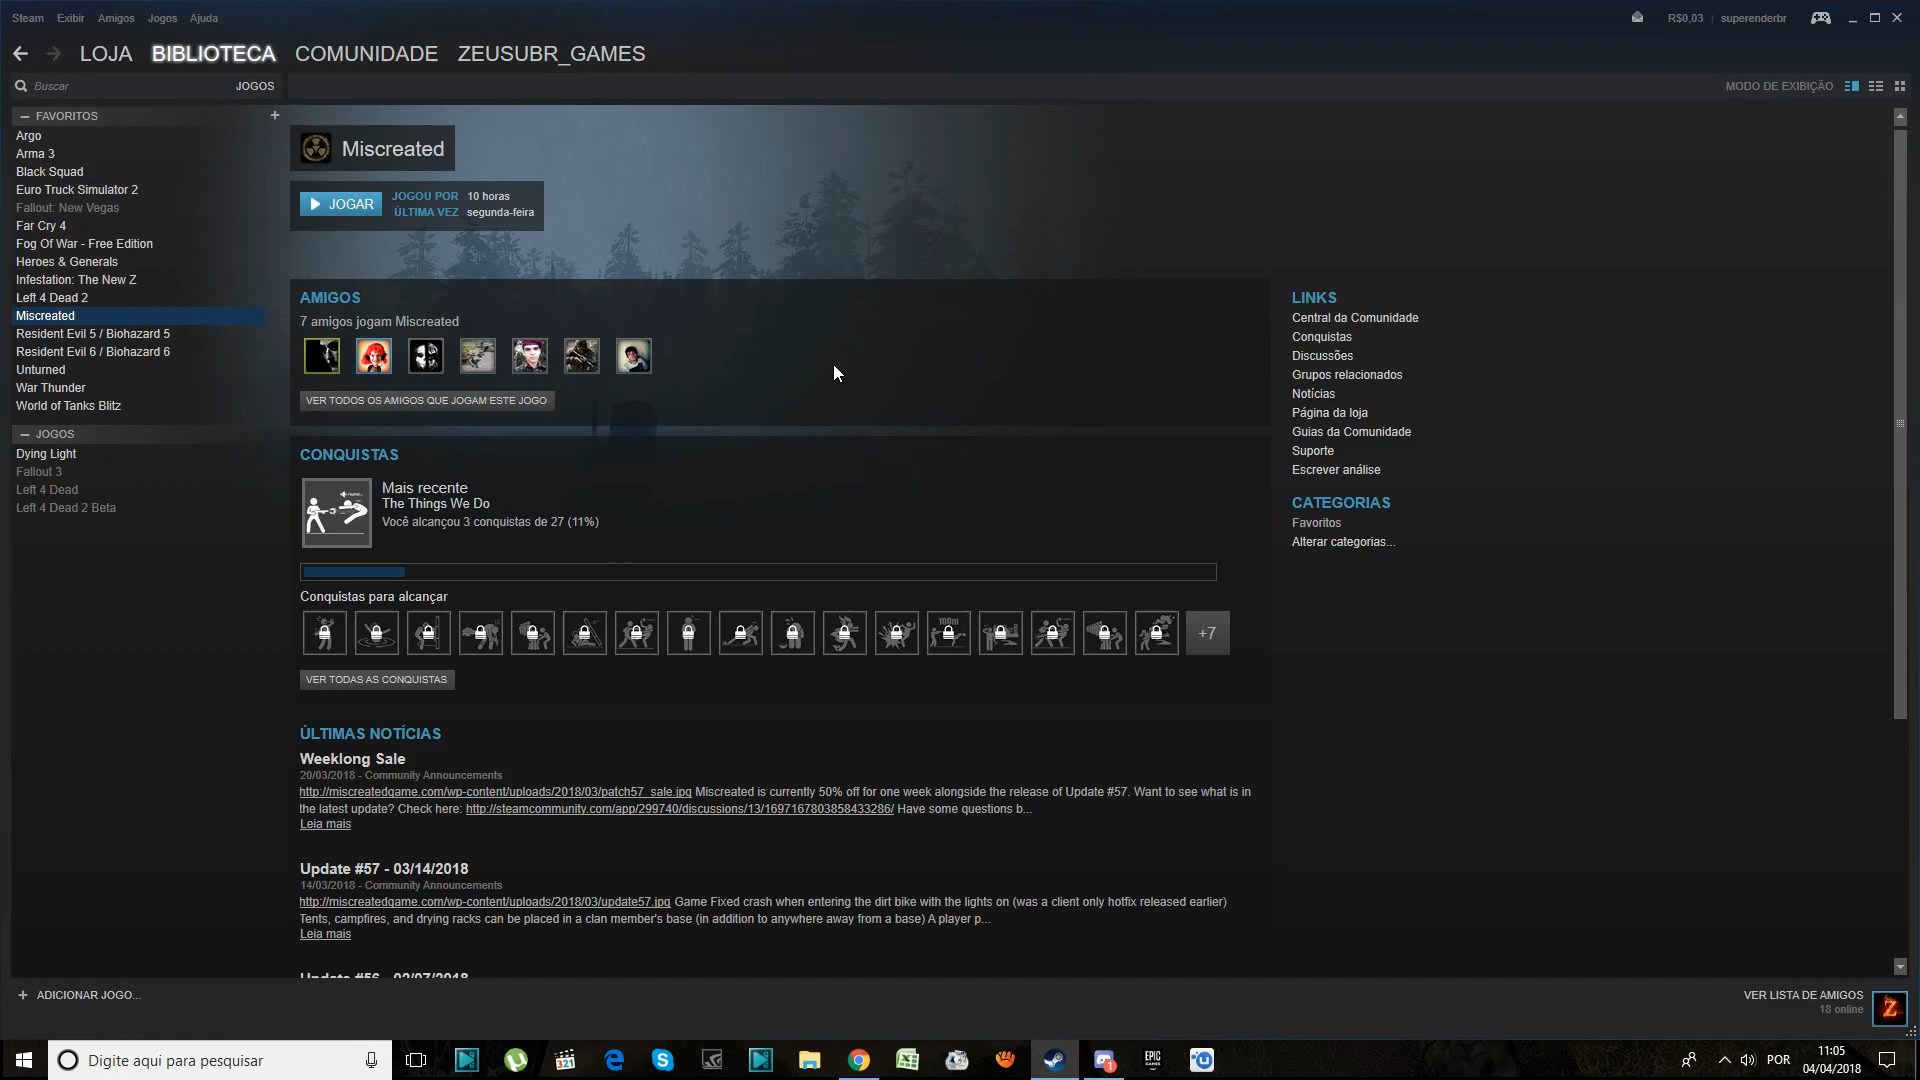 Steam Exibir Amigos Jogos Ajuda
R$0,03 | superenderbr
LOJA BIBLIOTECA COMUNIDADE ZEUSUBR_GAMES
Buscar JOGOS
MODO DE EXIBIÇÃO
— FAVORITOS +
Argo
Arma 3
Black Squad
Euro Truck Simulator 2
Fallout: New Vegas
Far Cry 4
Fog Of War - Free Edition
Heroes & Generals
Infestation: The New Z
Left 4 Dead 2
Miscreated
Resident Evil 5 / Biohazard 5
Resident Evil 6 / Biohazard 6
Unturned
War Thunder
World of Tanks Blitz
— JOGOS
Dying Light
Fallout 3
Left 4 Dead
Left 4 Dead 2 Beta
Miscreated
JOGAR
JOGOU POR 10 horas
ÚLTIMA VEZ segunda-feira
AMIGOS
7 amigos jogam Miscreated
VER TODOS OS AMIGOS QUE JOGAM ESTE JOGO
CONQUISTAS
Mais recente
The Things We Do
Você alcançou 3 conquistas de 27 (11%)
Conquistas para alcançar
100m
+7
VER TODAS AS CONQUISTAS
ÚLTIMAS NOTÍCIAS
Weeklong Sale
20/03/2018 - Community Announcements
http://miscreatedgame.com/wp-content/uploads/2018/03/patch57_sale.jpg Miscreated is currently 50% off for one week alongside the release of Update #57. Want to see what is in
the latest update? Check here: http://steamcommunity.com/app/299740/discussions/13/1697167803858433286/ Have some questions b...
Leia mais
Update #57 - 03/14/2018
14/03/2018 - Community Announcements
http://miscreatedgame.com/wp-content/uploads/2018/03/update57.jpg Game Fixed crash when entering the dirt bike with the lights on (was a client only hotfix released earlier)
Tents, campfires, and drying racks can be placed in a clan member's base (in addition to anywhere away from a base) A player p...
Leia mais
Update #56 - 02/07/2018
LINKS
Central da Comunidade
Conquistas
Discussões
Grupos relacionados
Notícias
Página da loja
Guias da Comunidade
Suporte
Escrever análise
CATEGORIAS
Favoritos
Alterar categorias...
+ ADICIONAR JOGO...
VER LISTA DE AMIGOS
18 online
Z
Digite aqui para pesquisar
321
1
EPIC GAMES
POR
11:05
04/04/2018